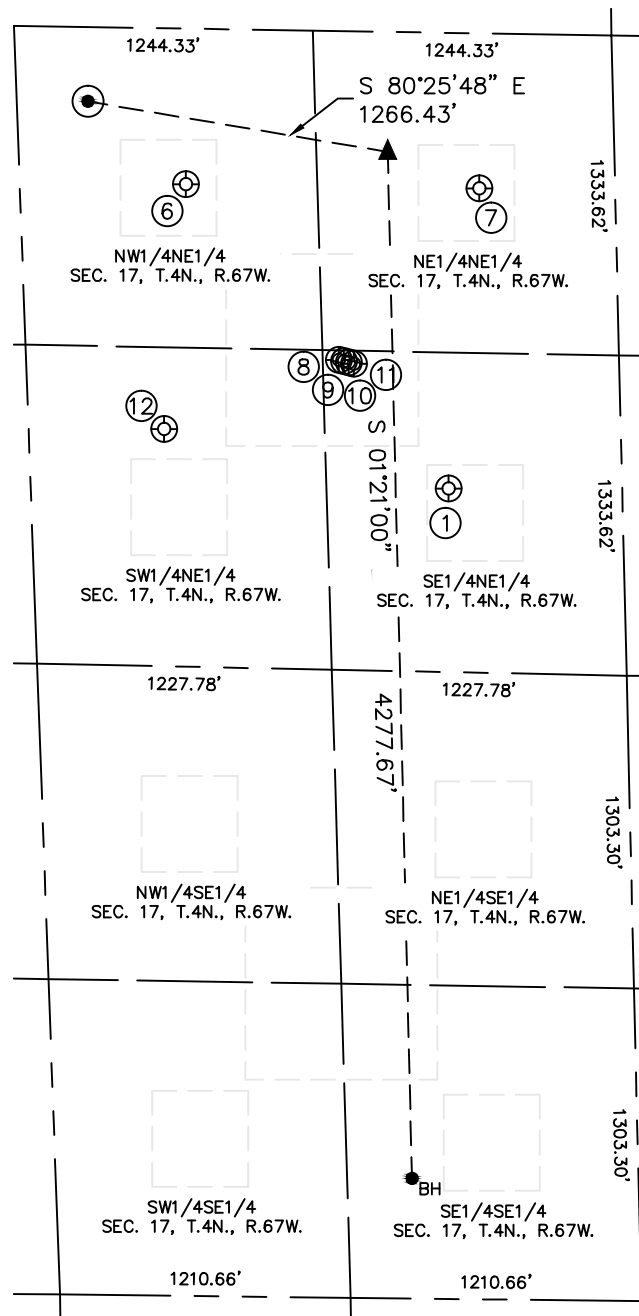 1244.33'
1244.33'
S 80°25'48" E
1266.43'
1333.62'
6
7
NW1/4NE1/4
SEC. 17, T.4N., R.67W.
NE1/4NE1/4
SEC. 17, T.4N., R.67W.
8
9
10
11
12
S 01°21'00"
4277.67'
1
1333.62'
SW1/4NE1/4
SEC. 17, T.4N., R.67W.
SE1/4NE1/4
SEC. 17, T.4N., R.67W.
1227.78'
1227.78'
1303.30'
NW1/4SE1/4
SEC. 17, T.4N., R.67W.
NE1/4SE1/4
SEC. 17, T.4N., R.67W.
1303.30'
BH
SW1/4SE1/4
SEC. 17, T.4N., R.67W.
SE1/4SE1/4
SEC. 17, T.4N., R.67W.
1210.66'
1210.66'